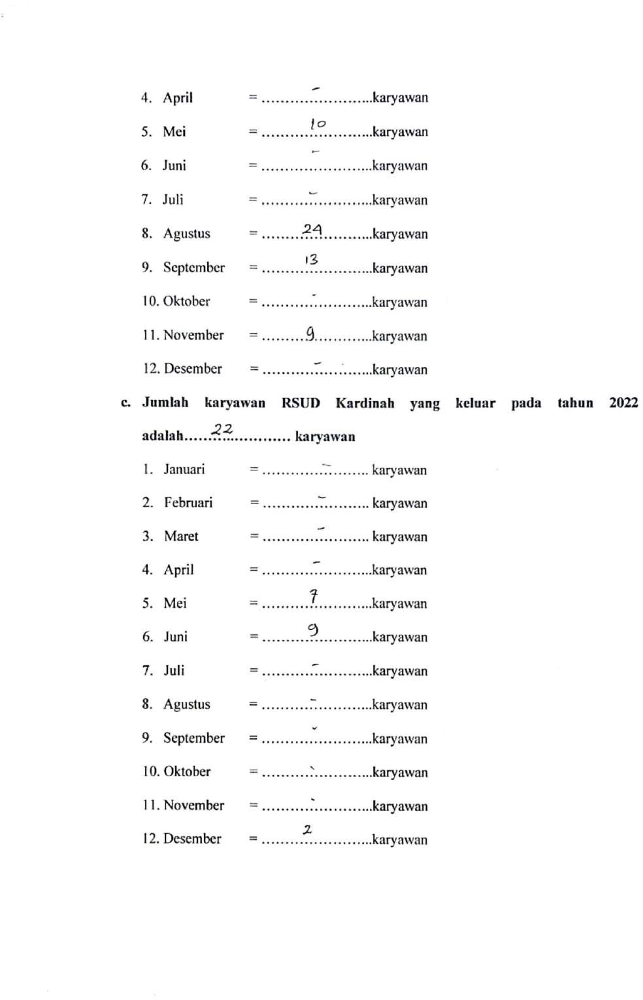 4. April = ...........-............karyawan
5. Mei = ...........10............karyawan
6. Juni = ...........-............karyawan
7. Juli = ...........-............karyawan
8. Agustus = ...........24............karyawan
9. September = ...........13............karyawan
10. Oktober = ...........-............karyawan
11. November = ...........9............karyawan
12. Desember = ...........-............karyawan
c. Jumlah karyawan RSUD Kardinah yang keluar pada tahun 2022
adalah......22............... karyawan
1. Januari = ...........-........... karyawan
2. Februari = ...........-........... karyawan
3. Maret = ...........-........... karyawan
4. April = ...........-............karyawan
5. Mei = ...........7............karyawan
6. Juni = ...........9............karyawan
7. Juli = ...........-............karyawan
8. Agustus = ...........-............karyawan
9. September = ...........-............karyawan
10. Oktober = ...........-............karyawan
11. November = ...........-............karyawan
12. Desember = ...........2............karyawan